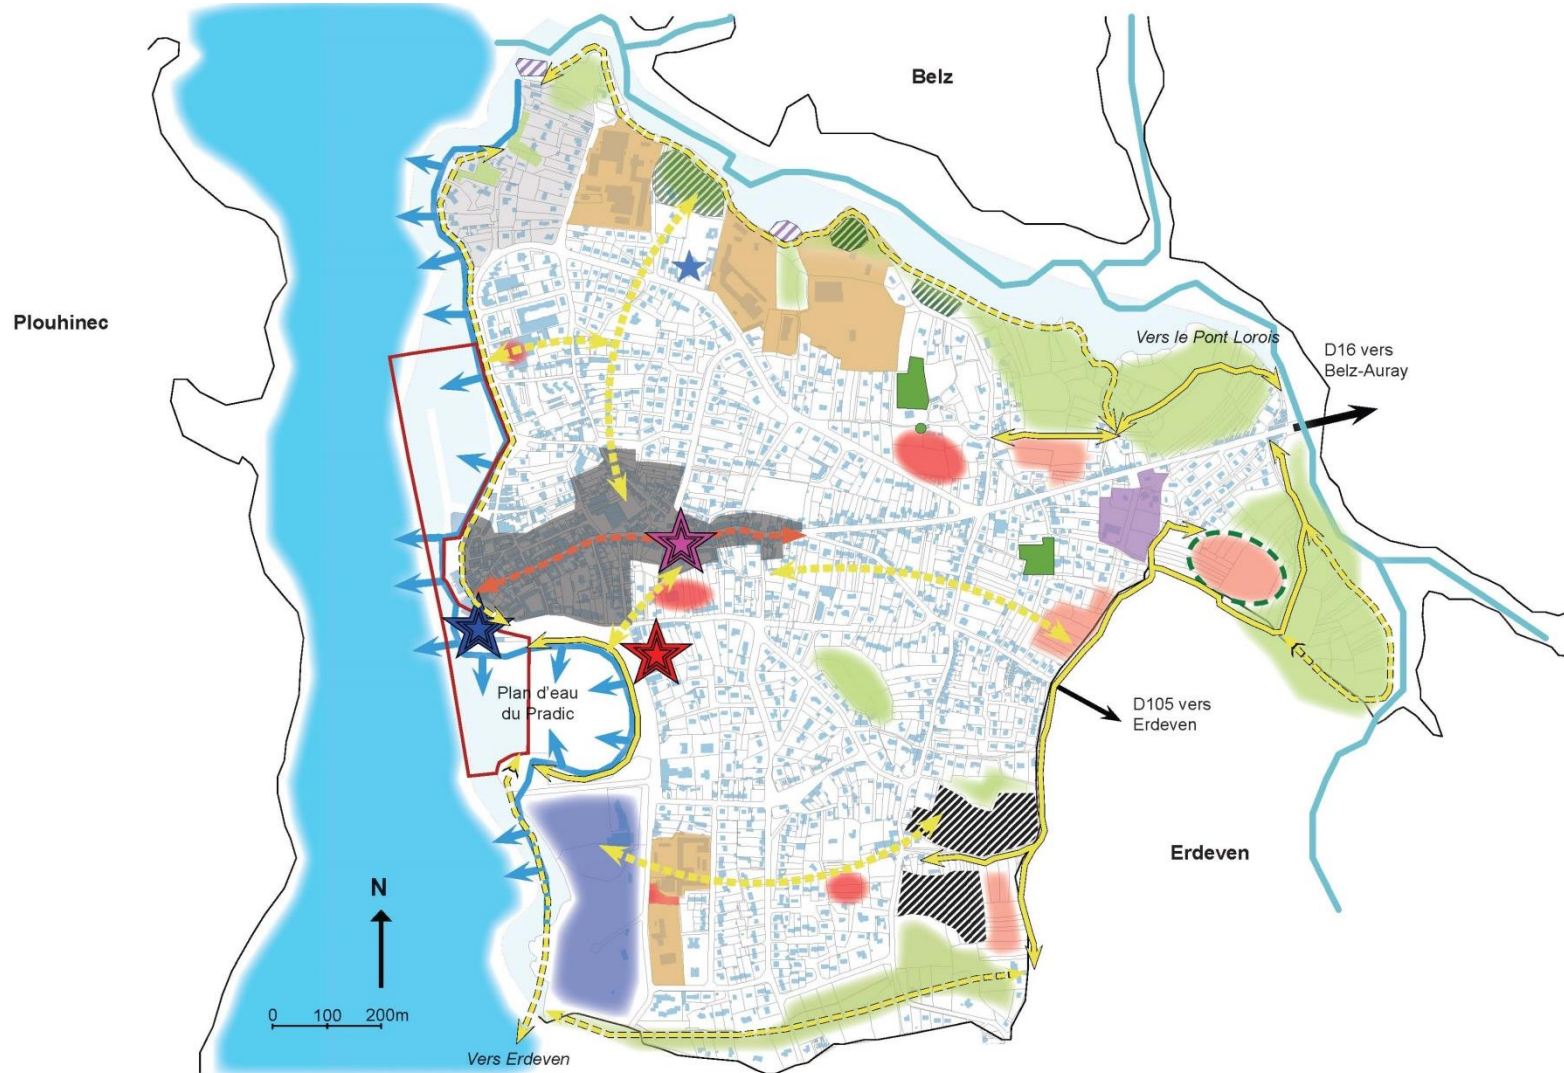 Belz
Plouhinec
Vers le Pont Lorois
D16 vers
Belz-Auray
Plan d'eau
du Pradic
D105 vers
Erdeven
Erdeven
N
0 100 200m
Vers Erdeven